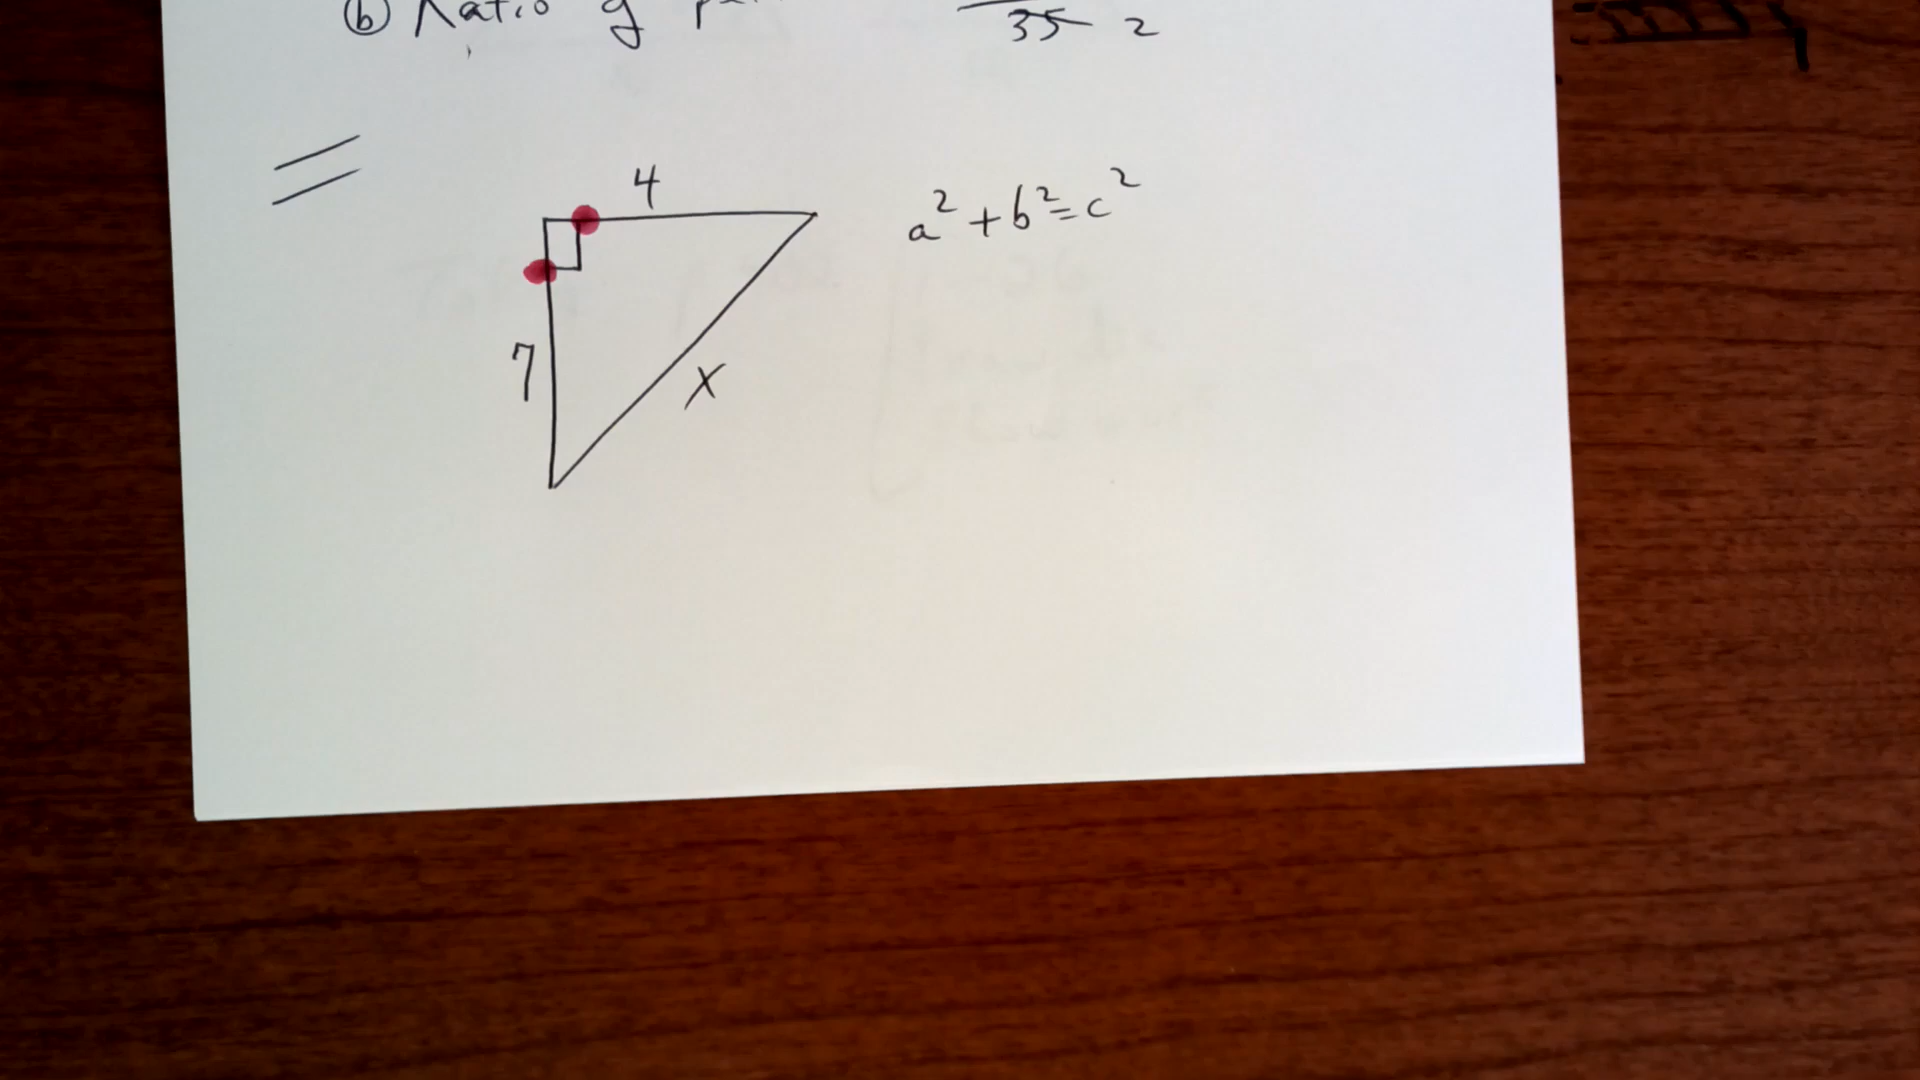 (b) Ratio of
35 2
4
a² + b² = c²
7
x